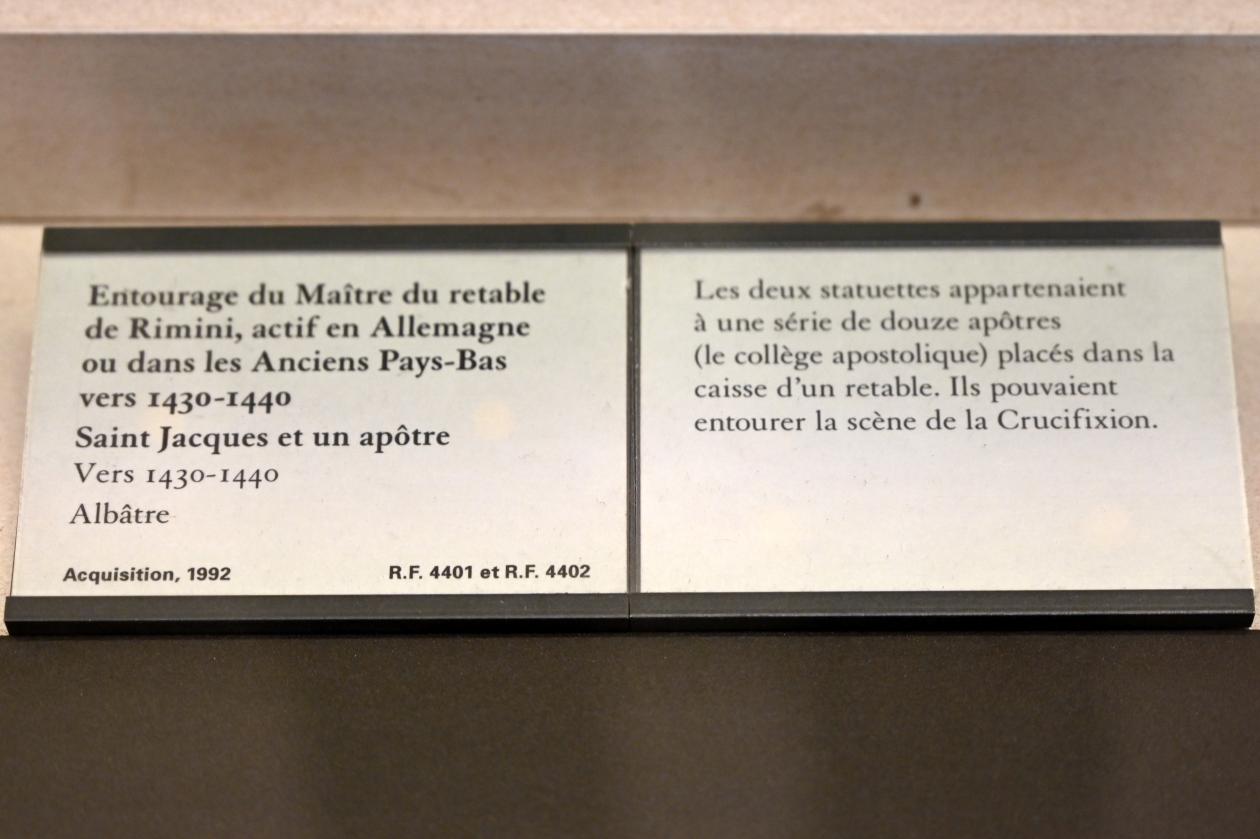 Entourage du Maître du retable
de Rimini, actif en Allemagne
ou dans les Anciens Pays-Bas
vers 1430-1440
Saint Jacques et un apôtre
Vers 1430-1440
Albâtre
Acquisition, 1992 R.F. 4401 et R.F. 4402
Les deux statuettes appartenaient
à une série de douze apôtres
(le collège apostolique) placés dans la
caisse d'un retable. Ils pouvaient
entourer la scène de la Crucifixion.